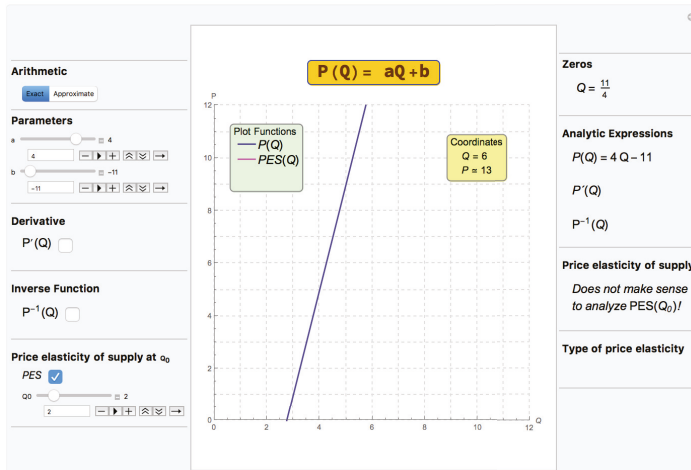 Arithmetic
Exact Approximate
Parameters
a 4
4
b -11
-11
Derivative
P′(Q)
Inverse Function
P⁻¹(Q)
Price elasticity of supply at Q₀
PES
Q0 2
2
P(Q) = aQ+b
P
12
10
8
6
4
2
0
0 2 4 6 8 10 12
Q
Plot Functions
P(Q)
PES(Q)
Coordinates
Q = 6
P = 13
Zeros
Q = 11/4
Analytic Expressions
P(Q) = 4 Q – 11
P′(Q)
P⁻¹(Q)
Price elasticity of supply
Does not make sense
to analyze PES(Q₀)!
Type of price elasticity